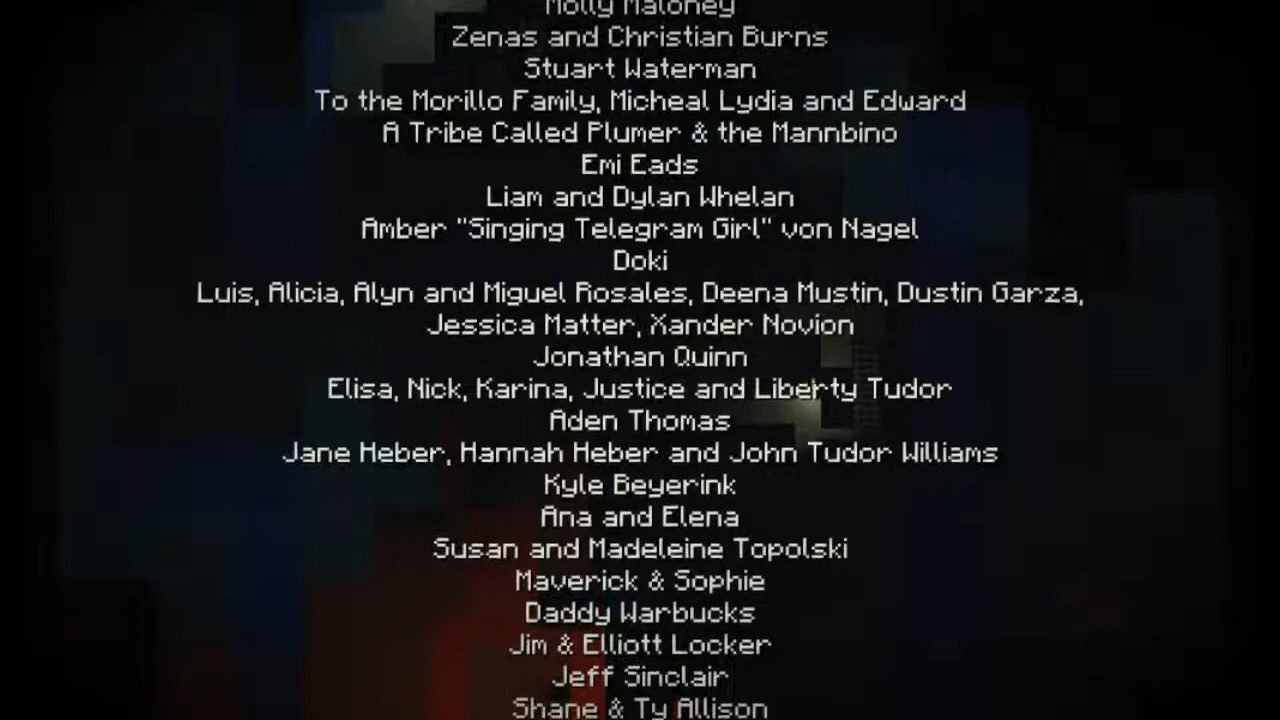 Molly Maloney
Zenas and Christian Burns
Stuart Waterman
To the Morillo Family, Micheal Lydia and Edward
A Tribe Called Plumer & the Mannbino
Emi Eads
Liam and Dylan Whelan
Amber "Singing Telegram Girl" von Nagel
Doki
Luis, Alicia, Alyn and Miguel Rosales, Deena Mustin, Dustin Garza,
Jessica Matter, Xander Novion
Jonathan Quinn
Elisa, Nick, Karina, Justice and Liberty Tudor
Aden Thomas
Jane Heber, Hannah Heber and John Tudor Williams
Kyle Beyerink
Ana and Elena
Susan and Madeleine Topolski
Maverick & Sophie
Daddy Warbucks
Jim & Elliott Locker
Jeff Sinclair
Shane & Ty Allison